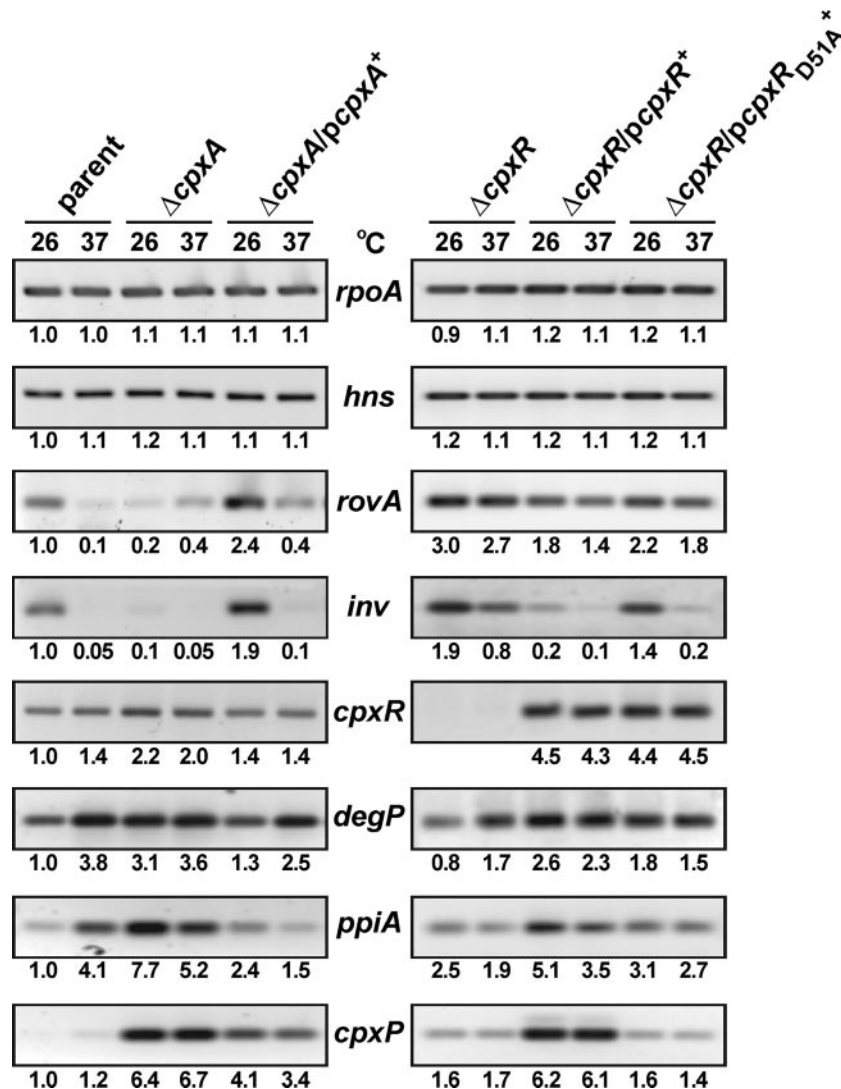 parent ΔcpxA ΔcpxA/pcpxA+ ΔcpxR ΔcpxR/pcpxR+ ΔcpxR/pcpxR D51A +
26 37 26 37 26 37 °C 26 37 26 37 26 37
rpoA
1.0 1.0 1.1 1.1 1.1 1.1 0.9 1.1 1.2 1.1 1.2 1.1
hns
1.0 1.1 1.2 1.1 1.1 1.1 1.2 1.1 1.2 1.1 1.2 1.1
rovA
1.0 0.1 0.2 0.4 2.4 0.4 3.0 2.7 1.8 1.4 2.2 1.8
inv
1.0 0.05 0.1 0.05 1.9 0.1 1.9 0.8 0.2 0.1 1.4 0.2
cpxR
1.0 1.4 2.2 2.0 1.4 1.4 4.5 4.3 4.4 4.5
degP
1.0 3.8 3.1 3.6 1.3 2.5 0.8 1.7 2.6 2.3 1.8 1.5
ppiA
1.0 4.1 7.7 5.2 2.4 1.5 2.5 1.9 5.1 3.5 3.1 2.7
cpxP
1.0 1.2 6.4 6.7 4.1 3.4 1.6 1.7 6.2 6.1 1.6 1.4